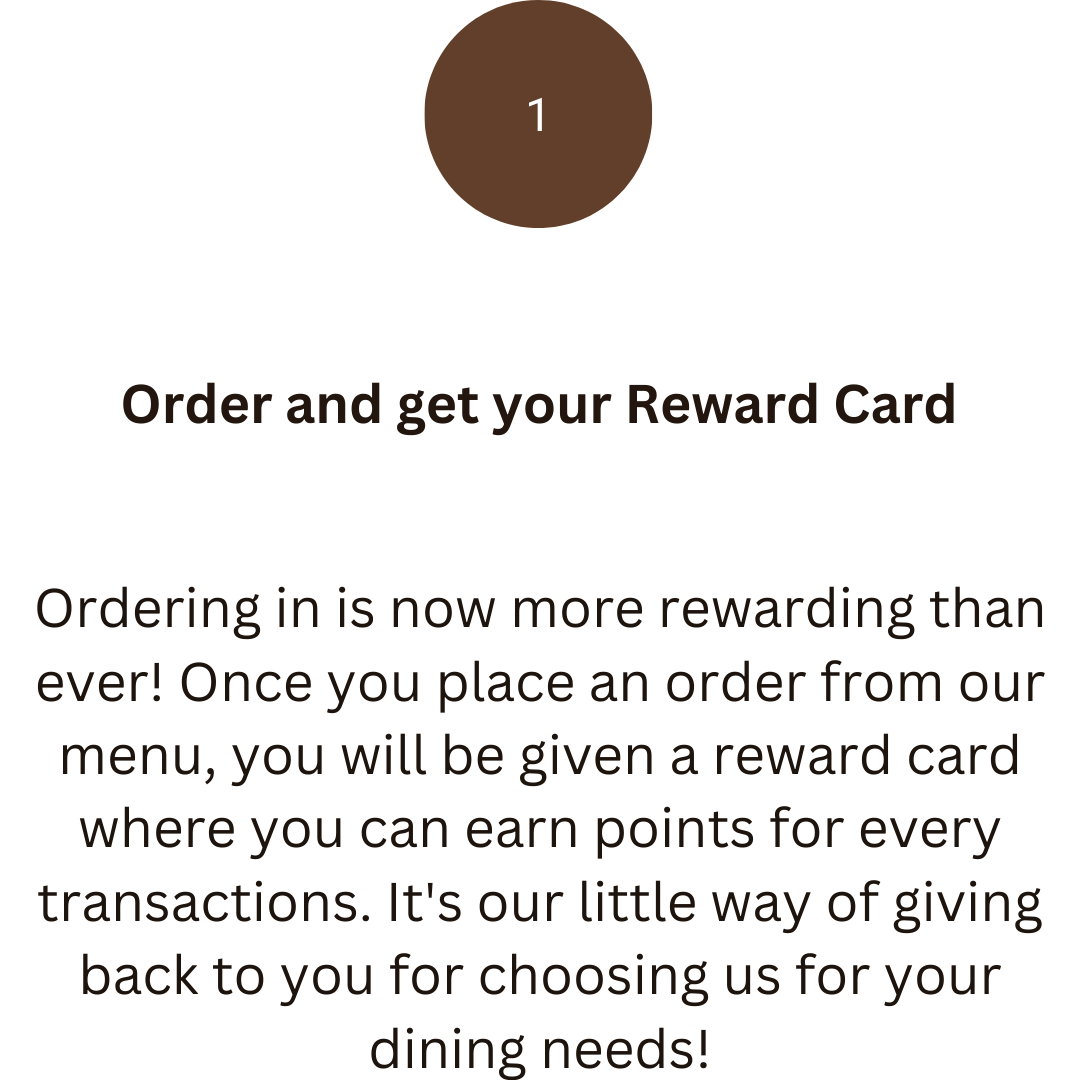 1
Order and get your Reward Card
Ordering in is now more rewarding than
ever! Once you place an order from our
menu, you will be given a reward card
where you can earn points for every
transactions. It's our little way of giving
back to you for choosing us for your
dining needs!